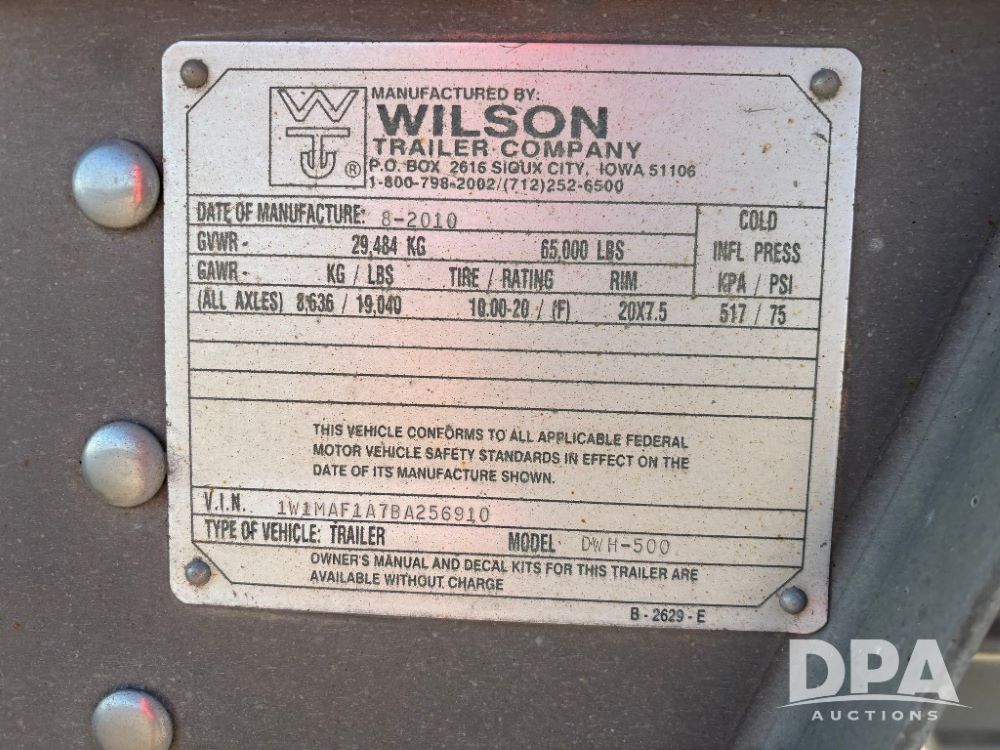 MANUFACTURED BY:
WILSON
TRAILER COMPANY
P.O. BOX 2616 SIOUX CITY, IOWA 51106
1-800-798-2002/(712)252-6500
WT ®
DATE OF MANUFACTURE: 8-2010
COLD
GVWR - 29,484 KG 65,000 LBS
INFL PRESS
GAWR - KG / LBS TIRE / RATING RIM KPA / PSI
(ALL AXLES) 8,636 / 19,040 10.00-20 / (F) 20X7.5 517 / 75
THIS VEHICLE CONFORMS TO ALL APPLICABLE FEDERAL
MOTOR VEHICLE SAFETY STANDARDS IN EFFECT ON THE
DATE OF ITS MANUFACTURE SHOWN.
V.I.N. 1W1MAF1A7BA256910
TYPE OF VEHICLE: TRAILER MODEL DWH-500
OWNER'S MANUAL AND DECAL KITS FOR THIS TRAILER ARE
AVAILABLE WITHOUT CHARGE
B - 2629 - E
DPA
AUCTIONS